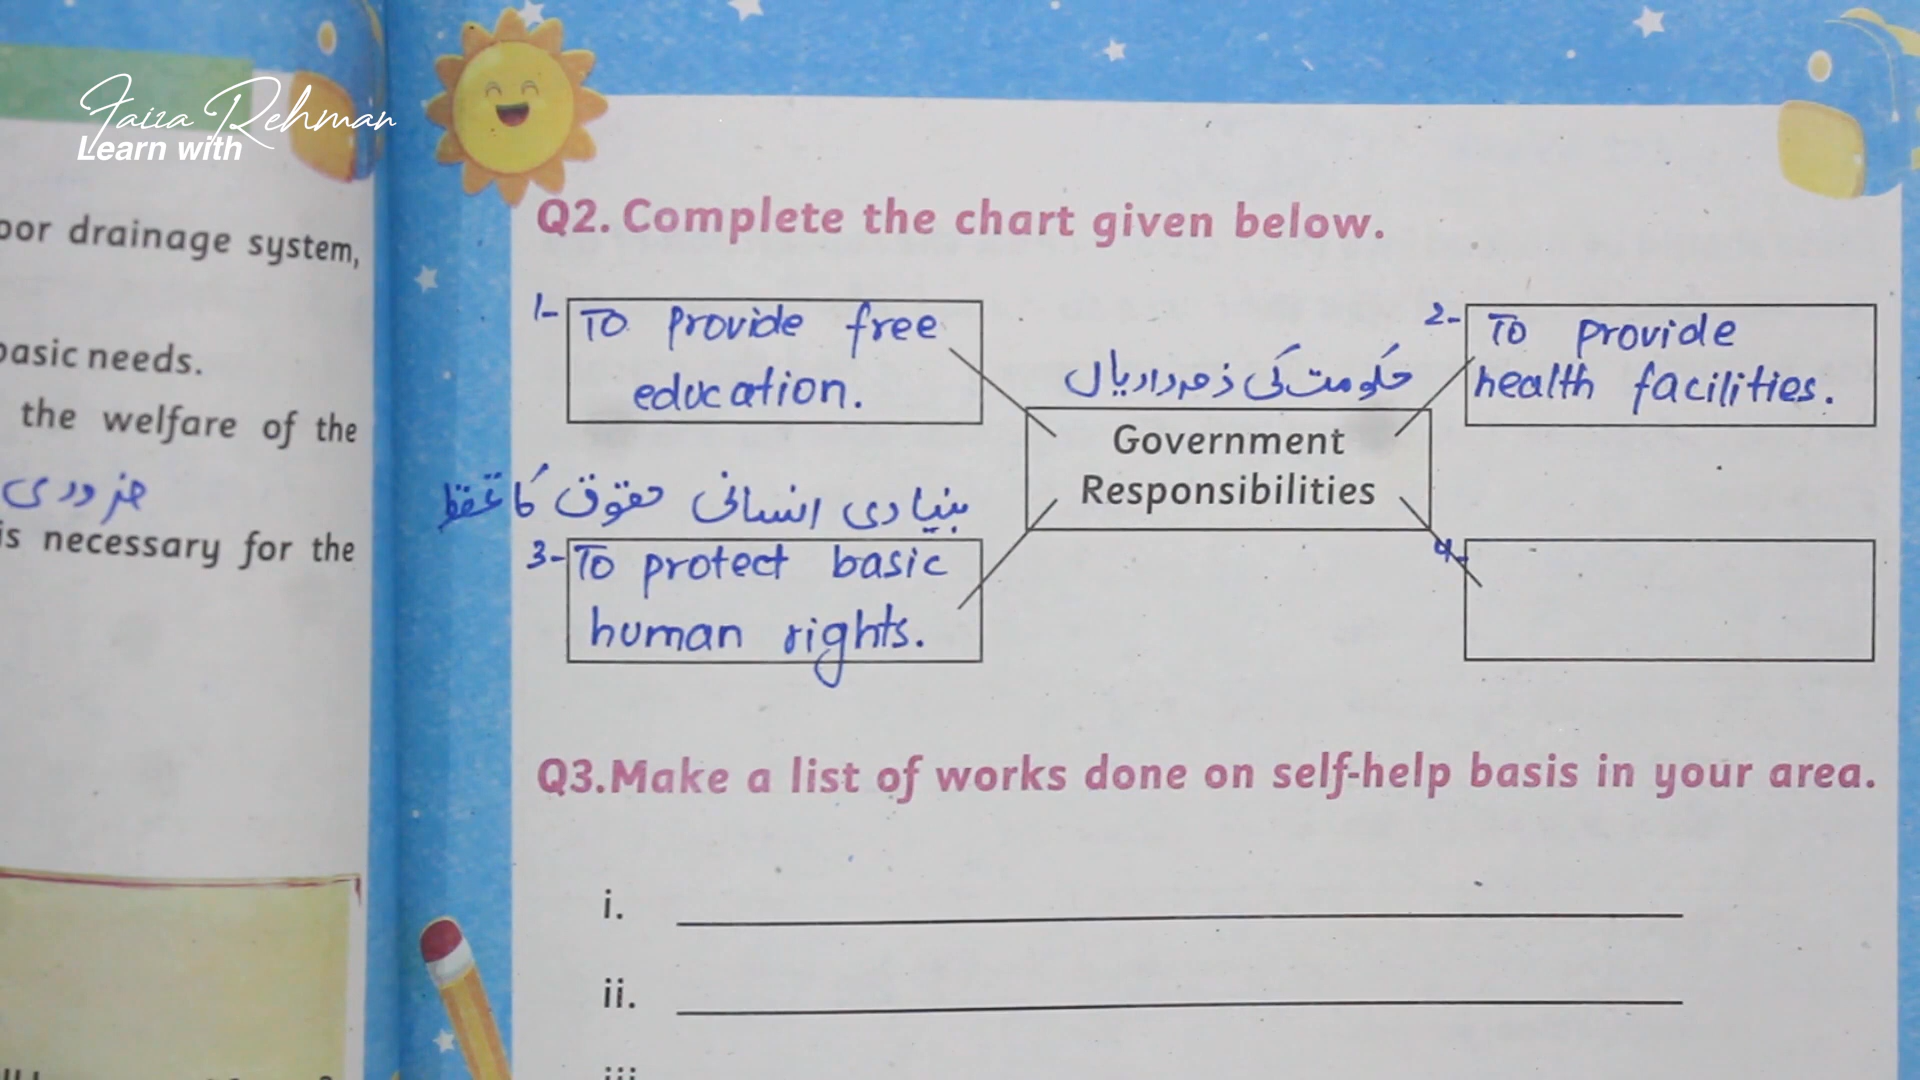 Faiza Rehman
Learn with
oor drainage system,
basic needs.
the welfare of the
ضروری
is necessary for the
Q2. Complete the chart given below.
1- To provide free
education.
2- To provide
health facilities.
حکومت کی ذمہ داریاں
Government
Responsibilities
بنیادی انسانی حقوق کا تحفظ
3- To protect basic
human rights.
4-
Q3.Make a list of works done on self-help basis in your area.
i.
ii.
iii